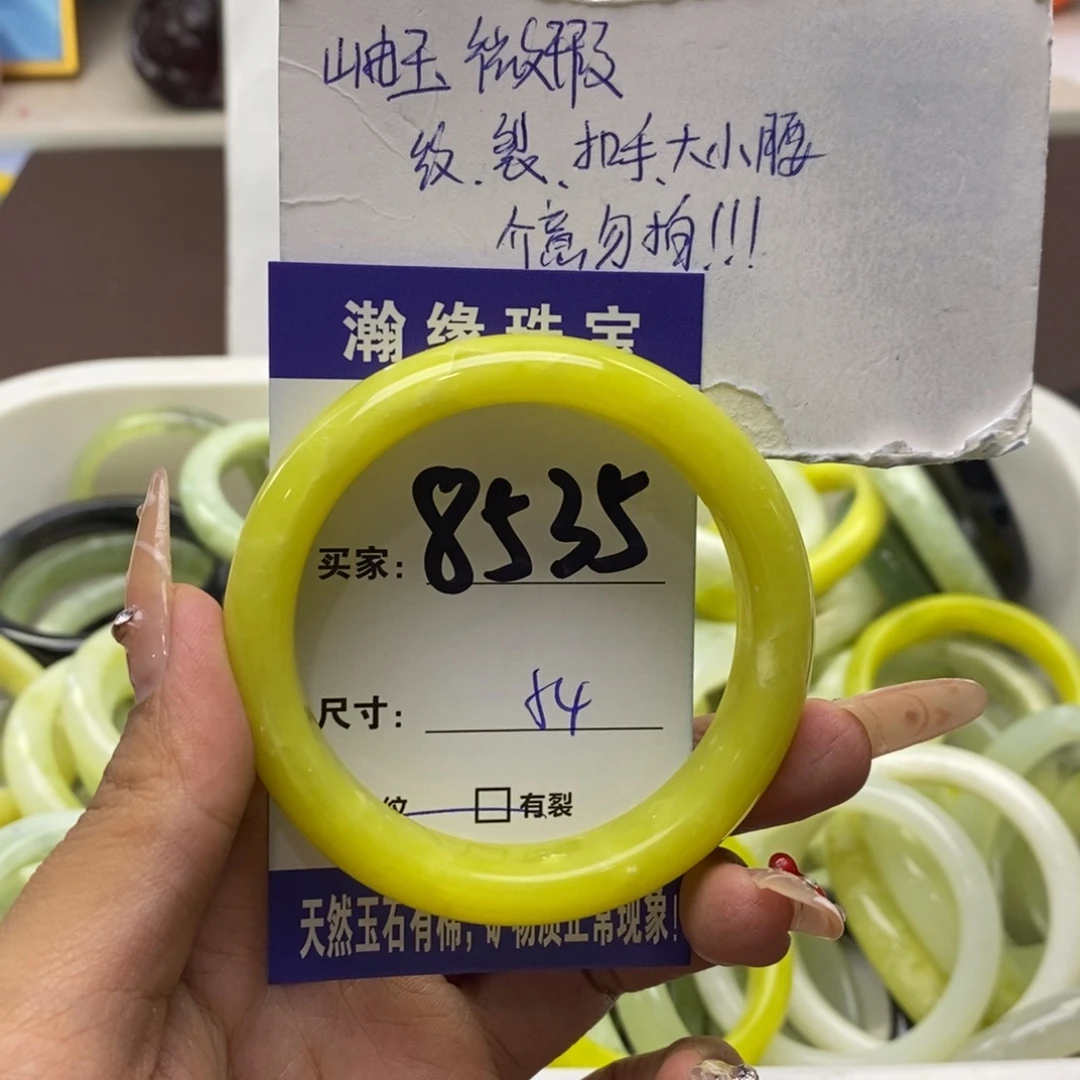 岫玉 微瑕
纹、裂、扣手、大小腰
介意勿拍!!!
瀚缘珠宝
买家: 8535
尺寸: 54
纹 □有裂
天然玉石有棉,矿物质正常现象!